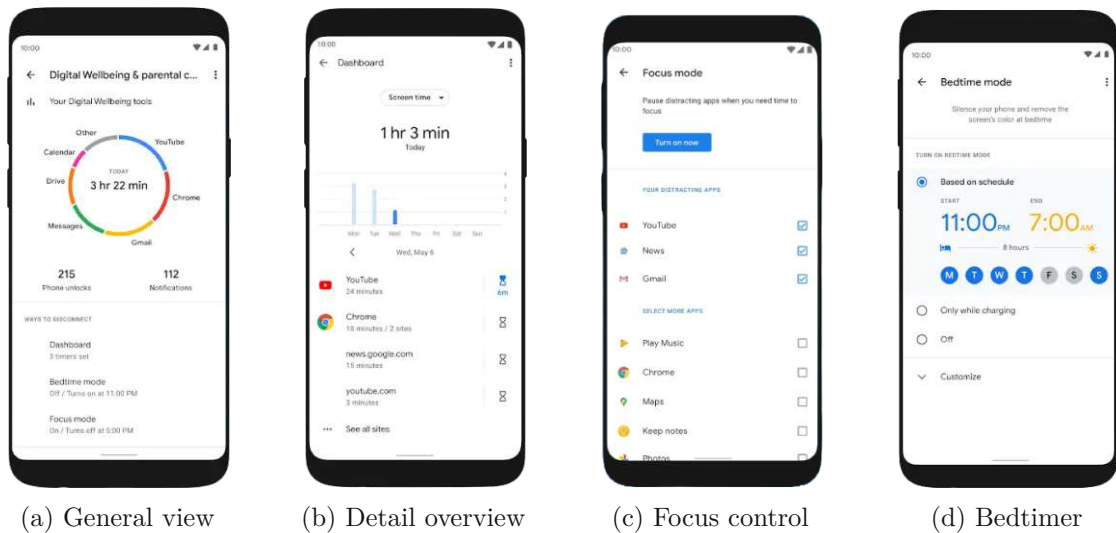 10:00
Digital Wellbeing & parental c...
Your Digital Wellbeing tools
Other
YouTube
Calendar
TODAY
Drive
3 hr 22 min
Chrome
Messages
Gmail
215
112
Phone unlocks
Notifications
WAYS TO DISCONNECT
Dashboard
3 timers set
Bedtime mode
Off / Turns on at 11:00 PM
Focus mode
On / Turns off at 5:00 PM
(a) General view
10:00
Dashboard
Screen time
1 hr 3 min
Today
4
3
2
1
Mon Tue Wed Thu Fri Sat Sun
Wed, May 6
YouTube
24 minutes
6m
Chrome
18 minutes / 2 sites
news.google.com
15 minutes
youtube.com
3 minutes
See all sites
(b) Detail overview
10:00
Focus mode
Pause distracting apps when you need time to
focus
Turn on now
YOUR DISTRACTING APPS
YouTube
News
Gmail
SELECT MORE APPS
Play Music
Chrome
Maps
Keep notes
Photos
(c) Focus control
10:00
Bedtime mode
Silence your phone and remove the
screen's color at bedtime
TURN ON BEDTIME MODE
Based on schedule
START END
11:00 PM 7:00 AM
8 hours
M T W T F S S
Only while charging
Off
Customize
(d) Bedtimer